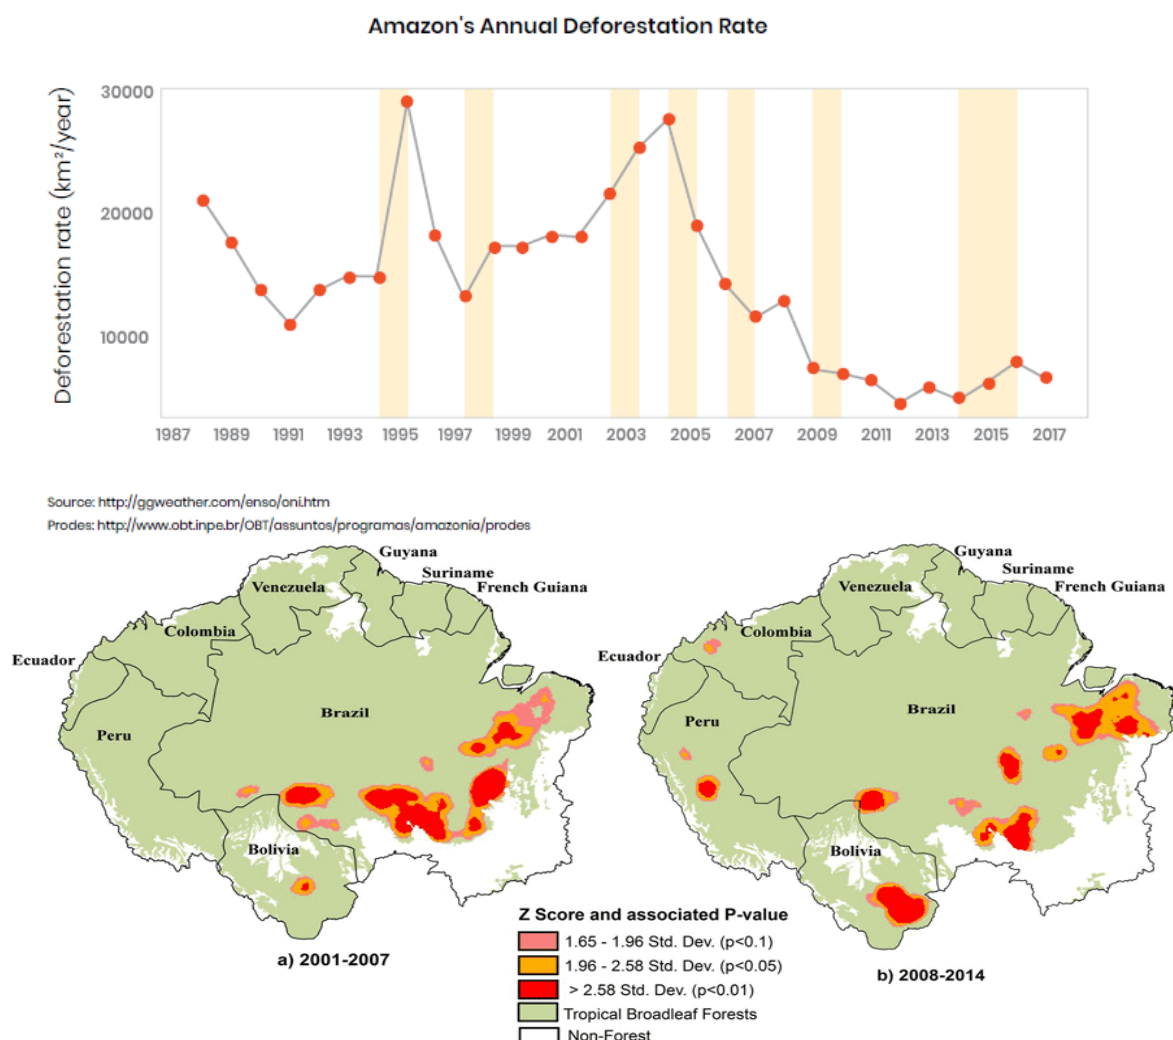 Amazon's Annual Deforestation Rate
Deforestation rate (km²/year)
30000
20000
10000
1987 1989 1991 1993 1995 1997 1999 2001 2003 2005 2007 2009 2011 2013 2015 2017
Source: http://ggweather.com/enso/oni.htm
Prodes: http://www.obt.inpe.br/OBT/assuntos/programas/amazonia/prodes
Guyana
Suriname
French Guiana
Venezuela
Colombia
Ecuador
Peru
Brazil
Bolivia
a) 2001-2007
Guyana
Suriname
French Guiana
Venezuela
Colombia
Ecuador
Peru
Brazil
Bolivia
b) 2008-2014
Z Score and associated P-value
1.65 - 1.96 Std. Dev. (p<0.1)
1.96 - 2.58 Std. Dev. (p<0.05)
> 2.58 Std. Dev. (p<0.01)
Tropical Broadleaf Forests
Non-Forest